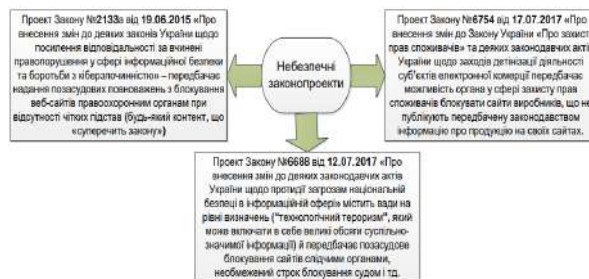 Проект Закону №2133а від 19.06.2015 «Про
внесення змін до деяких законів України щодо
посилення відповідальності за вчинені
правопорушення у сфері інформаційної безпеки
та боротьби з кіберзлочинністю» – передбачає
надання позасудових повноважень з блокування
веб-сайтів правоохоронним органам при
відсутності чітких підстав (будь-який контент, що
«суперечить закону»)
Небезпечні
законопроекти
Проект Закону №6754 від 17.07.2017 «Про
внесення змін до Закону України «Про захист
прав споживачів» та деяких законодавчих актів
України щодо заходів детінізації діяльності
суб'єктів електронної комерції передбачає
можливість органа у сфері захисту прав
споживачів блокувати сайти виробників, що не
публікують передбачену законодавством
інформацію про продукцію на своїх сайтах.
Проект Закону №6688 від 12.07.2017 «Про
внесення змін до деяких законодавчих актів
України щодо протидії загрозам національній
безпеці в інформаційній сфері» містить вади на
рівні визначень ("технологічний тероризм", який
може включати в себе великі обсяги суспільно-
значимої інформації) й передбачає позасудове
блокування сайтів слідчими органами,
необмежений строк блокування судом і тд.